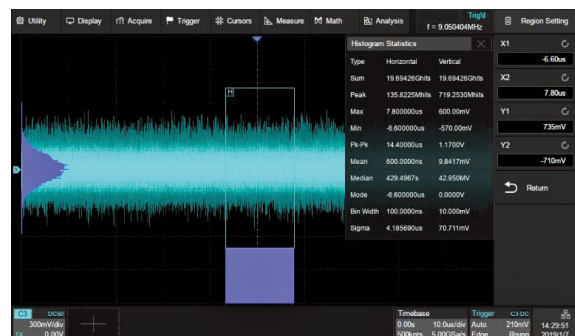 Utility Display Acquire Trigger Cursors Measure Math Analysis Trig'd Region Setting
f = 9.050404MHz
Histogram Statistics
Type Horizontal Vertical
Sum 19.69426Ghits 19.69426Ghits
Peak 135.8225Mhits 719.2530Mhits
Max 7.800000us 600.00mV
Min -6.600000us -570.00mV
Pk-Pk 14.40000us 1.1700V
Mean 600.0000ns 9.8417mV
Median 429.4967s 42.950MV
Mode -6.600000us 0.0000V
Bin Width 100.0000ns 10.000mV
Sigma 4.185690us 70.711mV
X1
-6.60us
X2
7.80us
Y1
735mV
Y2
-710mV
Return
H
C3 DC50
300mV/div
1X 0.00V
Timebase
0.00s 10.0us/div
500kpts 5.00GSa/s
Trigger C3 DC
Auto 210mV
Edge Rising
14:29:51
2019/1/7